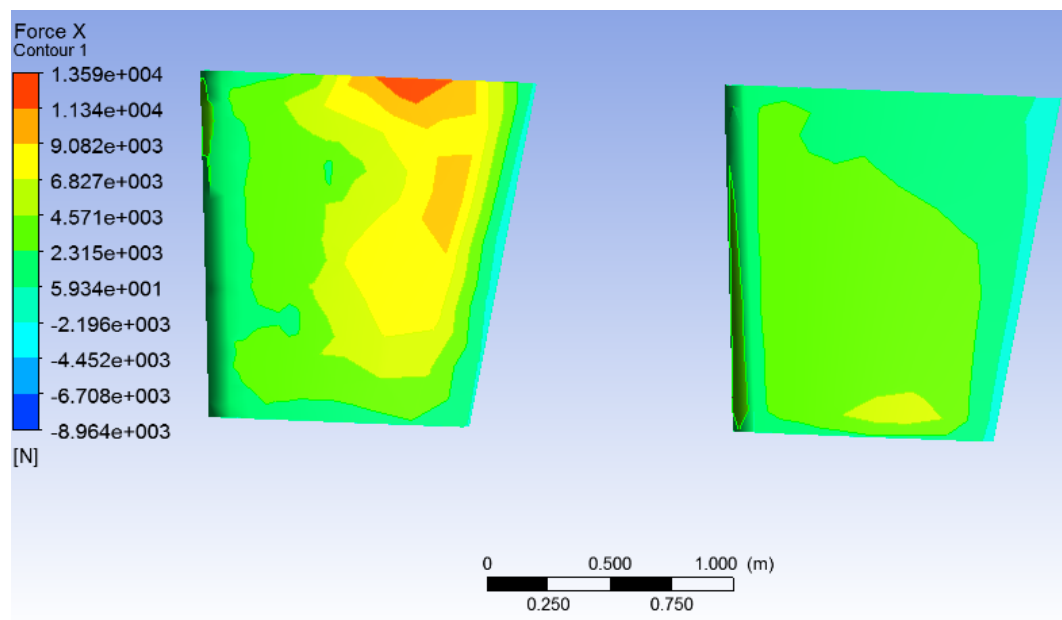 Force X
Contour 1
1.359e+004
1.134e+004
9.082e+003
6.827e+003
4.571e+003
2.315e+003
5.934e+001
-2.196e+003
-4.452e+003
-6.708e+003
-8.964e+003
[N]
0 0.500 1.000 (m)
0.250 0.750